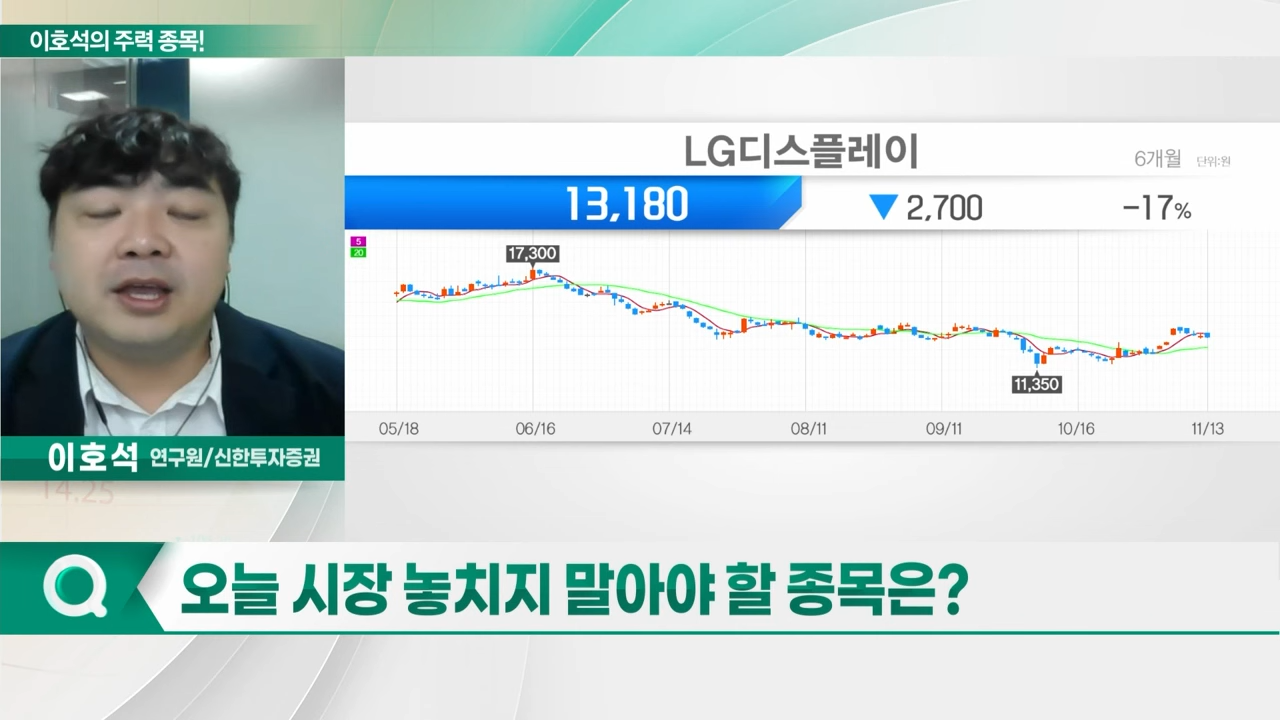 이호석의 주력 종목!
LG디스플레이
6개월 단위:원
13,180
▼ 2,700
-17%
5
20
17,300
11,350
05/18 06/16 07/14 08/11 09/11 10/16 11/13
이호석 연구원/신한투자증권
14.25
Q 오늘 시장 놓치지 말아야 할 종목은?